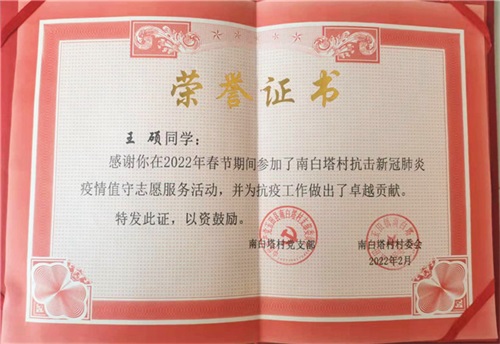 荣誉证书
王硕同学：
感谢你在2022年春节期间参加了南白塔村抗击新冠肺炎
疫情值守志愿服务活动，并为抗疫工作做出了卓越贡献。
特发此证，以资鼓励。
南白塔村党支部 南白塔村村委会
2022年2月